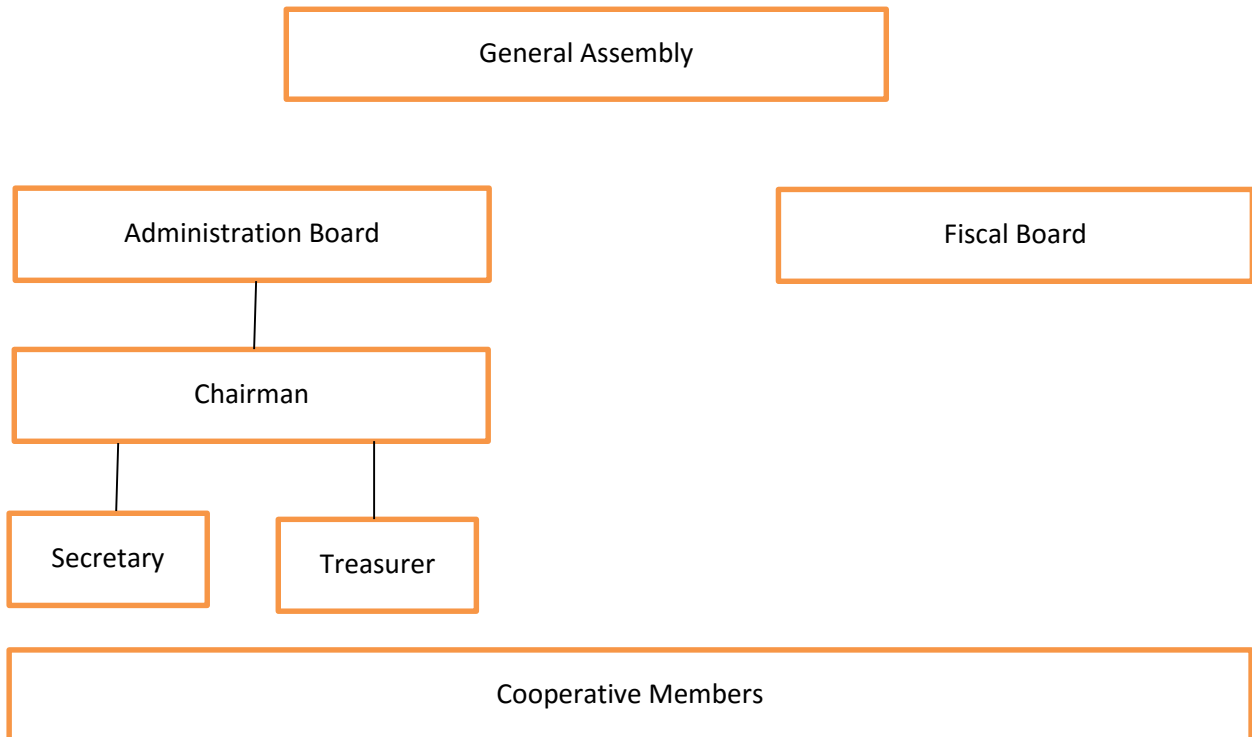 General Assembly
Administration Board
Fiscal Board
Chairman
Secretary
Treasurer
Cooperative Members